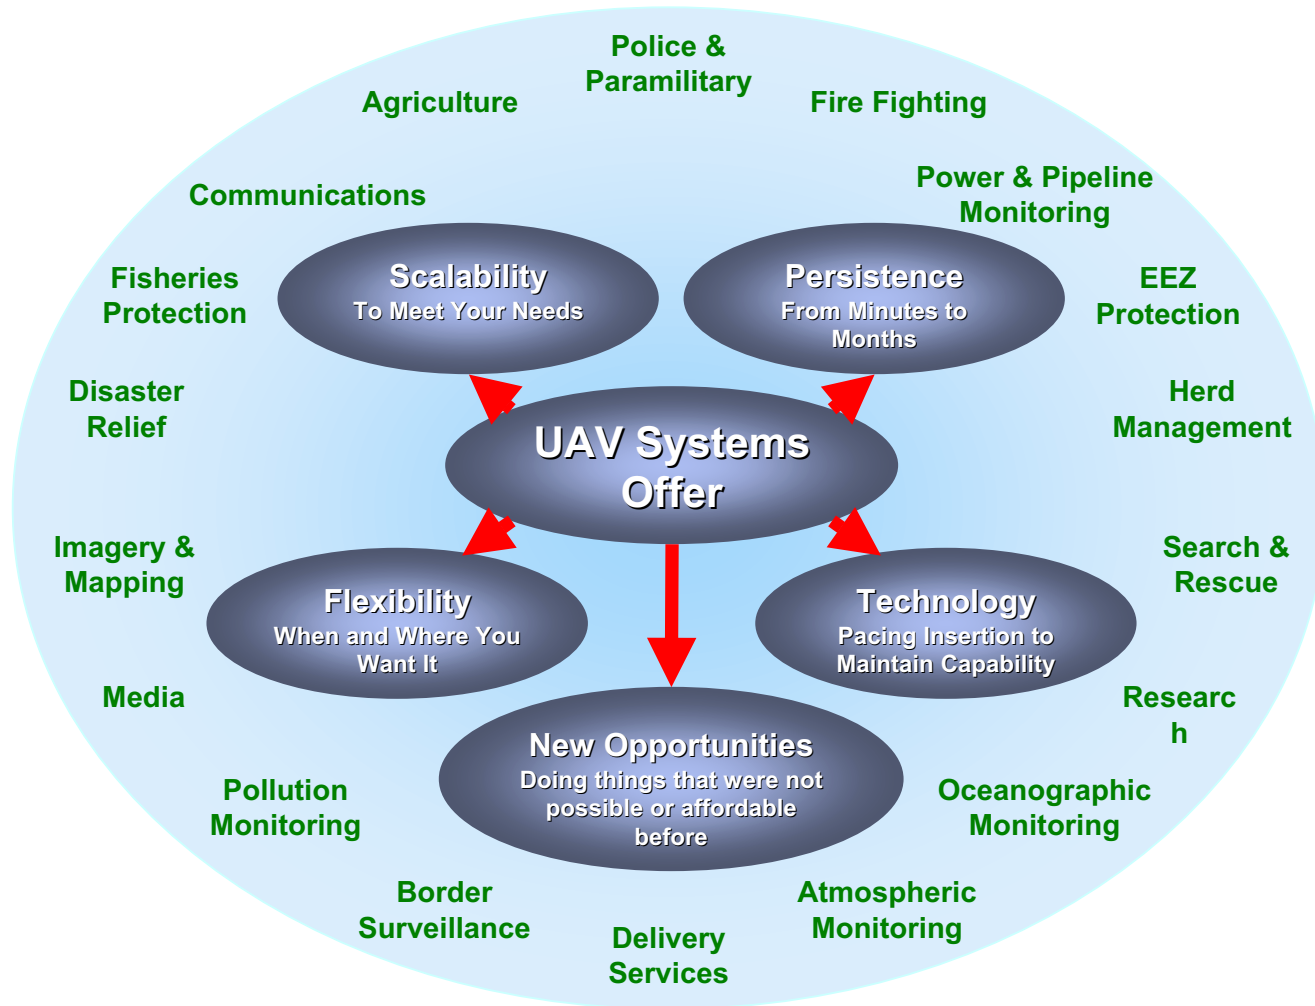 Police &
Paramilitary
Agriculture
Fire Fighting
Communications
Power & Pipeline
Monitoring
Scalability
To Meet Your Needs
Persistence
From Minutes to
Months
Fisheries
Protection
EEZ
Protection
Disaster
Relief
Herd
Management
UAV Systems
Offer
Imagery &
Mapping
Search &
Rescue
Flexibility
When and Where You
Want It
Technology
Pacing Insertion to
Maintain Capability
Media
Researc
h
New Opportunities
Doing things that were not
possible or affordable
before
Pollution
Monitoring
Oceanographic
Monitoring
Border
Surveillance
Atmospheric
Monitoring
Delivery
Services